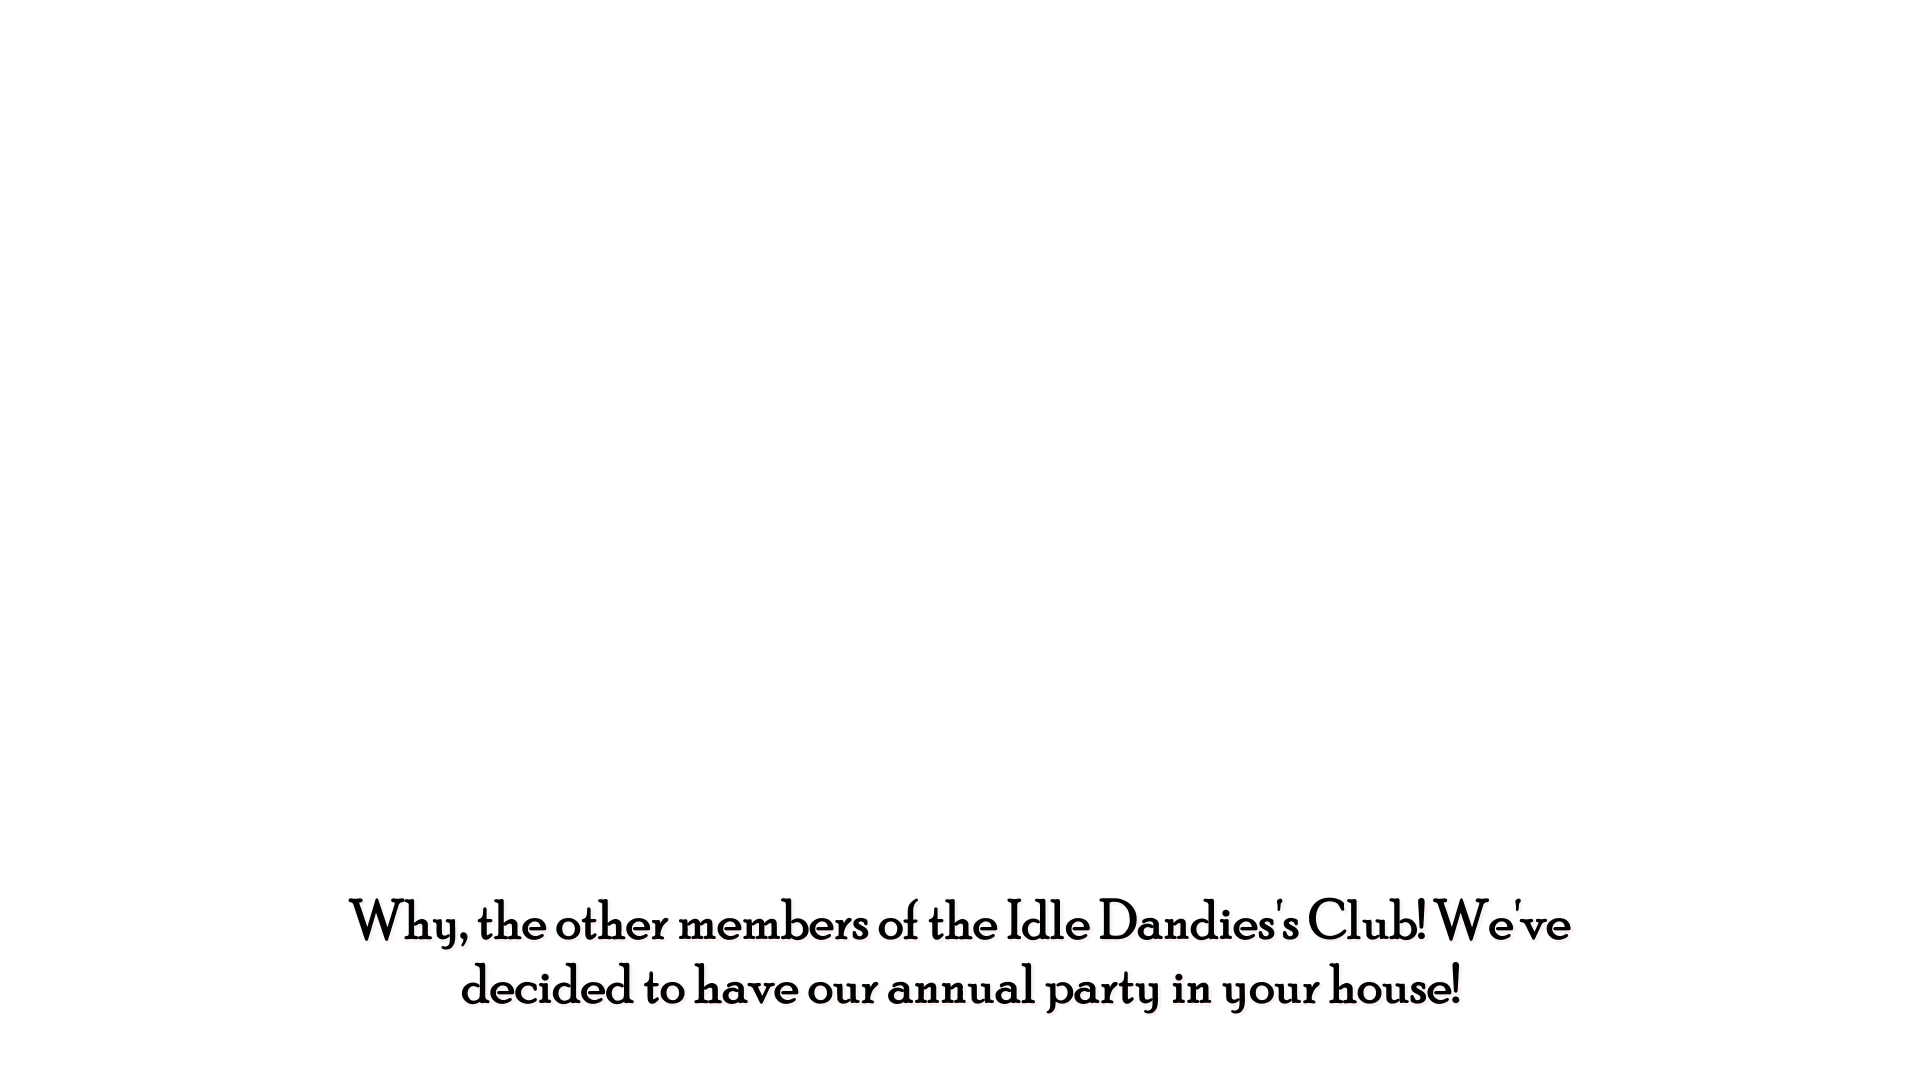 Why, the other members of the Idle Dandies's Club! We've
decided to have our annual party in your house!